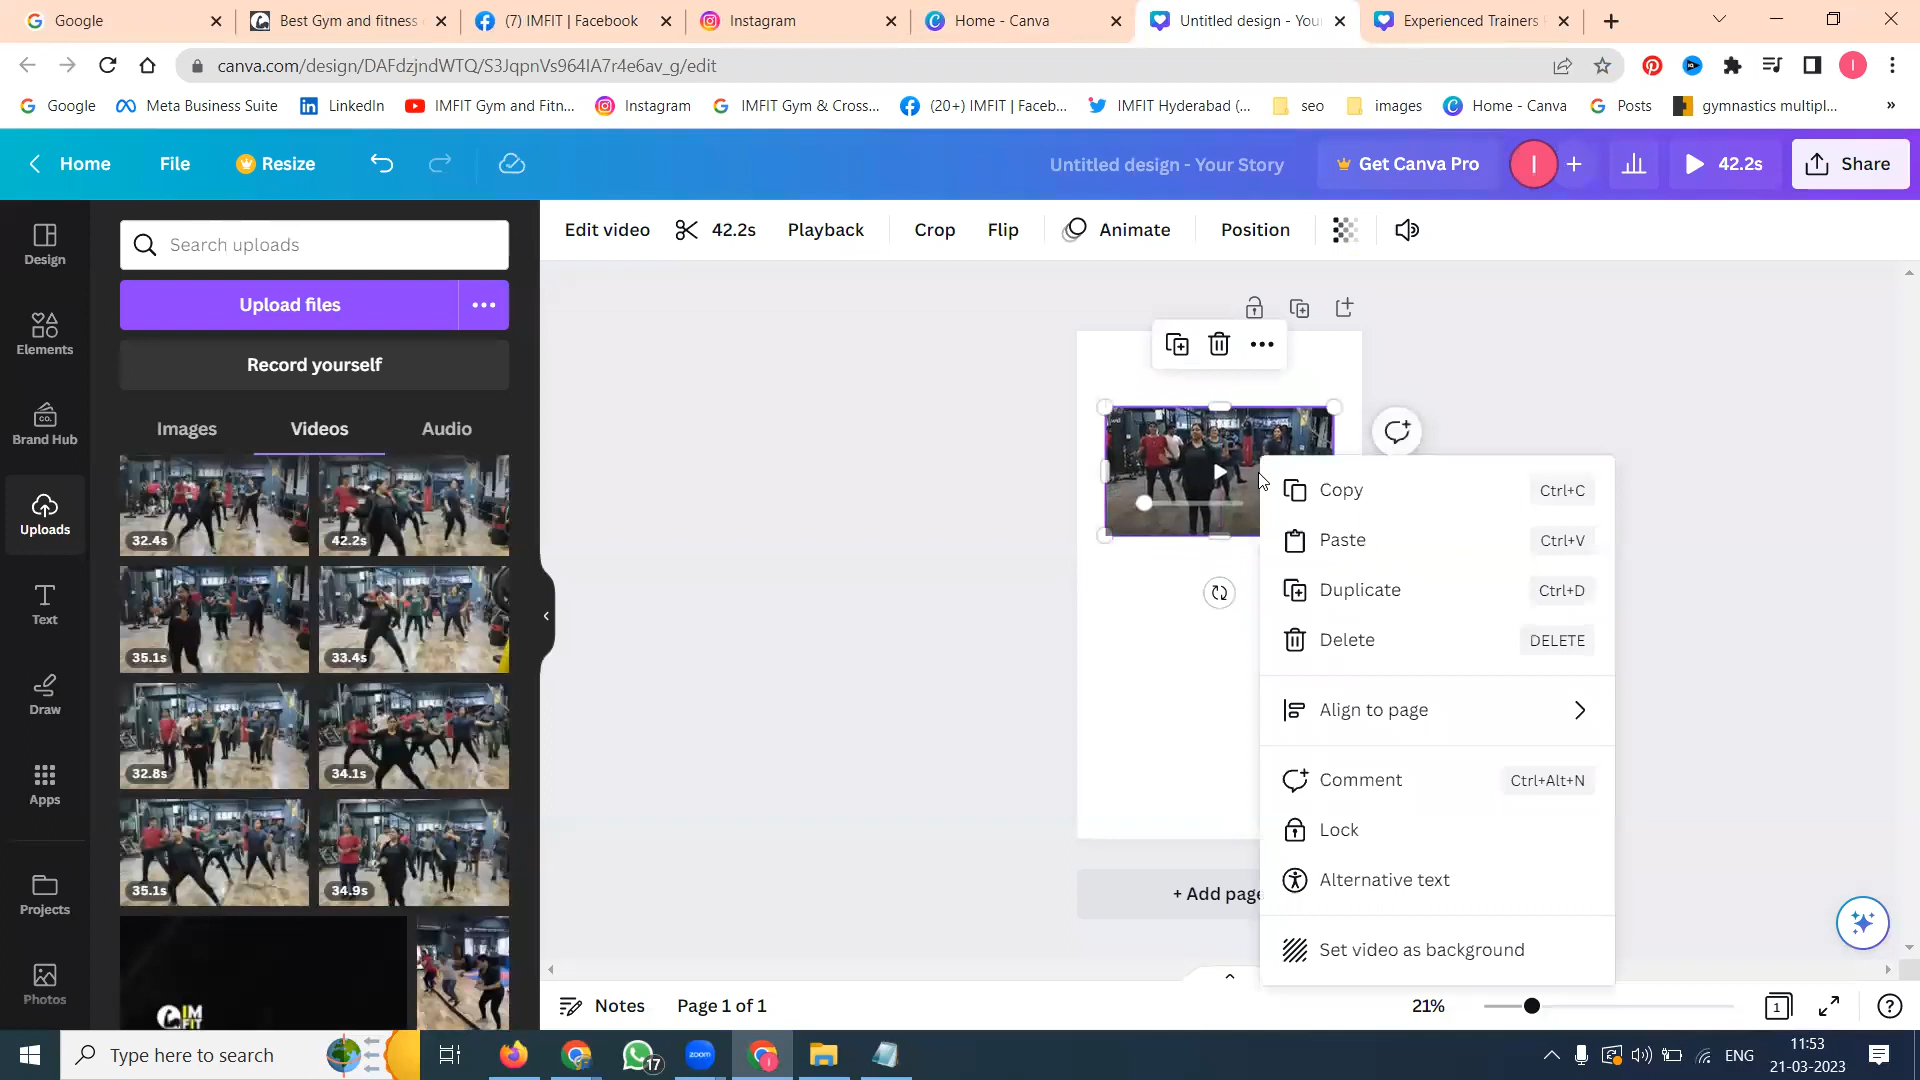 Google
Best Gym and fitness
(7) IMFIT | Facebook
Instagram
Home - Canva
Untitled design - You
Experienced Trainers
canva.com/design/DAFdzjndWTQ/S3JqpnVs964IA7r4e6av_g/edit
I
Google
Meta Business Suite
LinkedIn
IMFIT Gym and Fitn...
Instagram
IMFIT Gym & Cross...
(20+) IMFIT | Faceb...
IMFIT Hyderabad (...
seo
images
Home - Canva
Posts
gymnastics multipl...
»
Home
File
Resize
Untitled design - Your Story
Get Canva Pro
I
42.2s
Share
Design
Elements
Brand Hub
Uploads
Text
Draw
Apps
Projects
Photos
Search uploads
Upload files
Record yourself
Images
Videos
Audio
32.4s
42.2s
35.1s
33.4s
32.8s
34.1s
35.1s
34.9s
IM
FIT
Edit video
42.2s
Playback
Crop
Flip
Animate
Position
Copy
Ctrl+C
Paste
Ctrl+V
Duplicate
Ctrl+D
Delete
DELETE
Align to page
Comment
Ctrl+Alt+N
Lock
Alternative text
Set video as background
+ Add page
Notes
Page 1 of 1
21%
1
Type here to search
17
zoom
ENG
11:53
21-03-2023